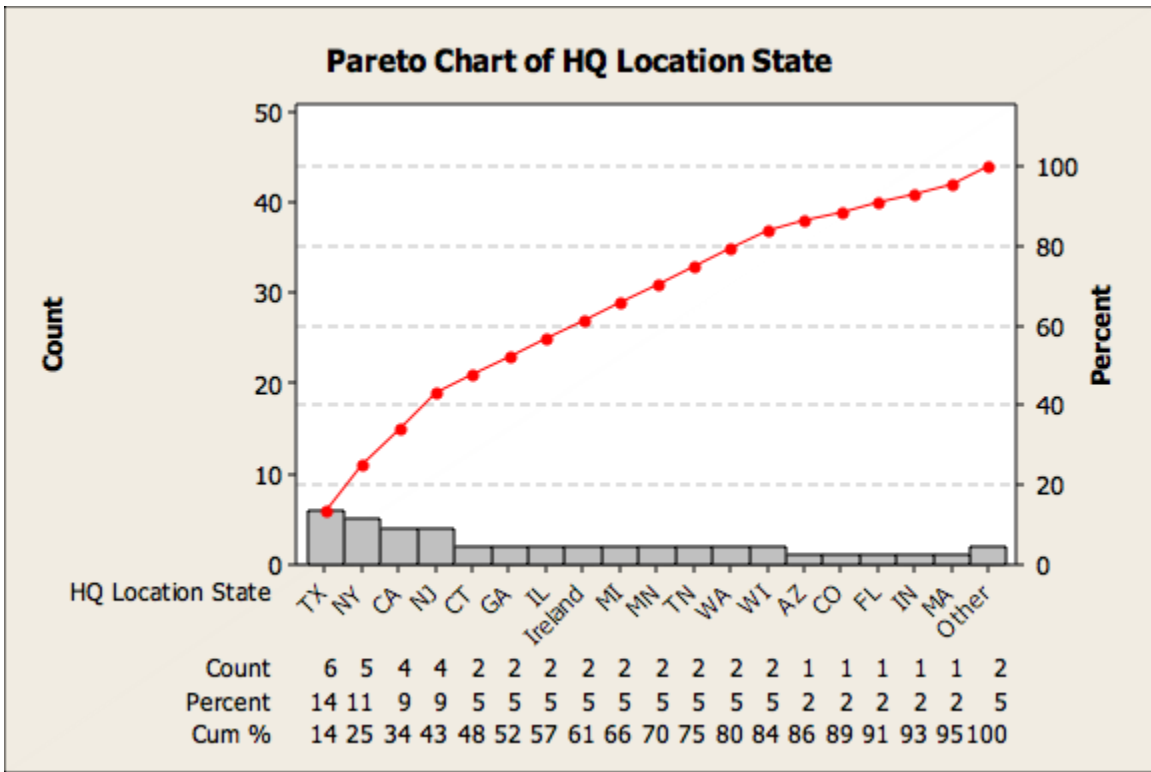 Pareto Chart of HQ Location State
50
40
30
20
10
0
Count
100
80
60
40
20
0
Percent
HQ Location State TX NY CA NJ CT GA IL Ireland MI MN TN WA WI AZ CO FL IN MA Other
Count 6 5 4 4 2 2 2 2 2 2 2 2 2 1 1 1 1 1 2
Percent 14 11 9 9 5 5 5 5 5 5 5 5 5 2 2 2 2 2 5
Cum % 14 25 34 43 48 52 57 61 66 70 75 80 84 86 89 91 93 95 100